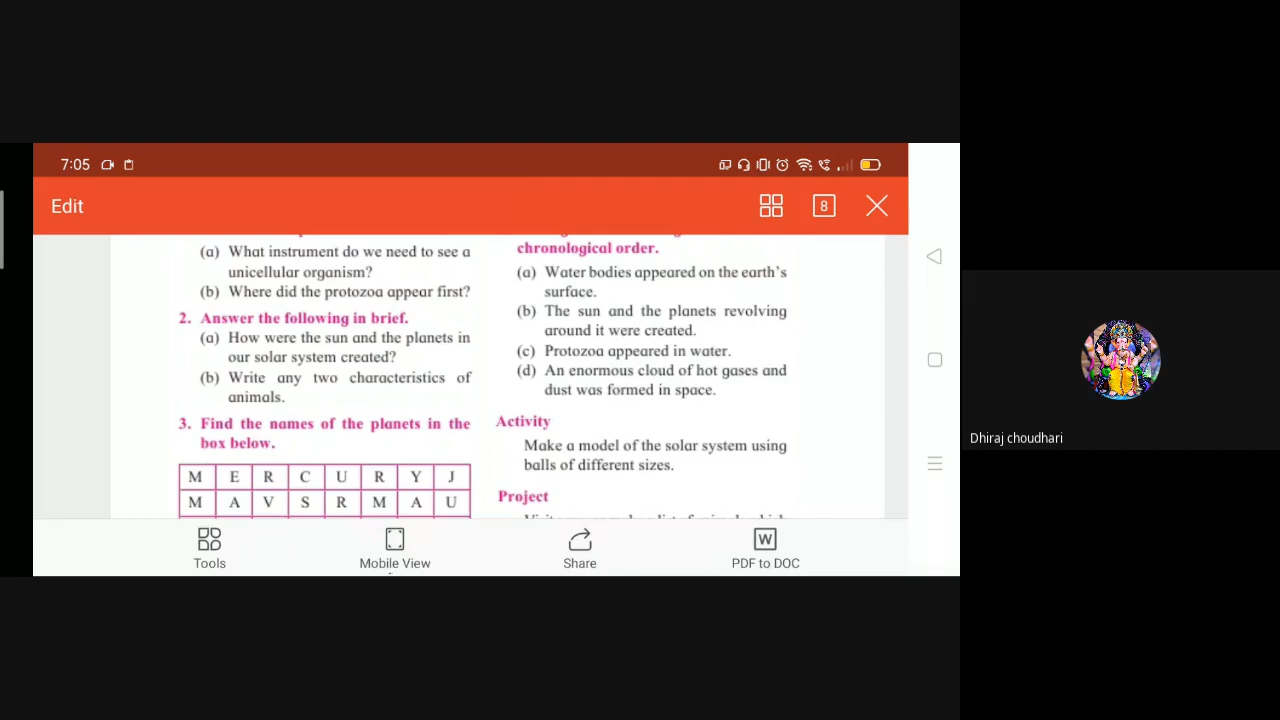 7:05
Edit
8
(a) What instrument do we need to see a
unicellular organism?
(b) Where did the protozoa appear first?
2. Answer the following in brief.
(a) How were the sun and the planets in
our solar system created?
(b) Write any two characteristics of
animals.
3. Find the names of the planets in the
box below.
M E R C U R Y J
M A V S R M A U
chronological order.
(a) Water bodies appeared on the earth's
surface.
(b) The sun and the planets revolving
around it were created.
(c) Protozoa appeared in water.
(d) An enormous cloud of hot gases and
dust was formed in space.
Activity
Make a model of the solar system using
balls of different sizes.
Project
Tools
Mobile View
Share
W
PDF to DOC
Dhiraj choudhari